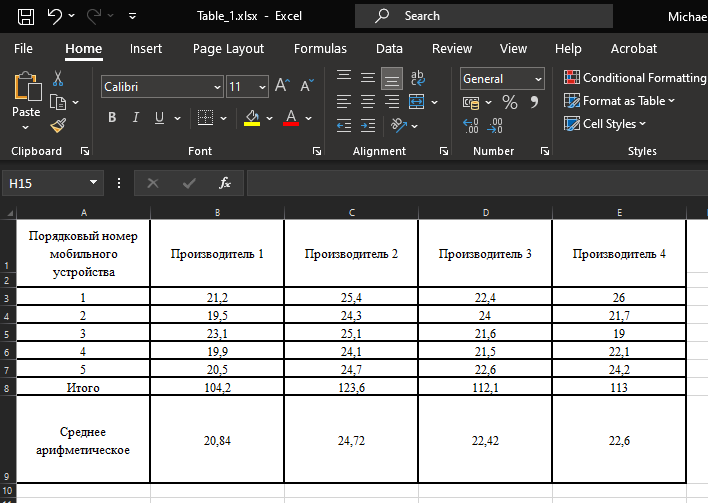 Table_1.xlsx - Excel
Search
Michae
File Home Insert Page Layout Formulas Data Review View Help Acrobat
Paste
Calibri 11 A A
B I U A
ab
c
General
% 9
,00 ,00
Conditional Formatting
Format as Table
Cell Styles
Clipboard Font Alignment Number Styles
H15 fx
A B C D E
1 Порядковый номер мобильного устройства Производитель 1 Производитель 2 Производитель 3 Производитель 4
2
3 1 21,2 25,4 22,4 26
4 2 19,5 24,3 24 21,7
5 3 23,1 25,1 21,6 19
6 4 19,9 24,1 21,5 22,1
7 5 20,5 24,7 22,6 24,2
8 Итого 104,2 123,6 112,1 113
9 Среднее арифметическое 20,84 24,72 22,42 22,6
10